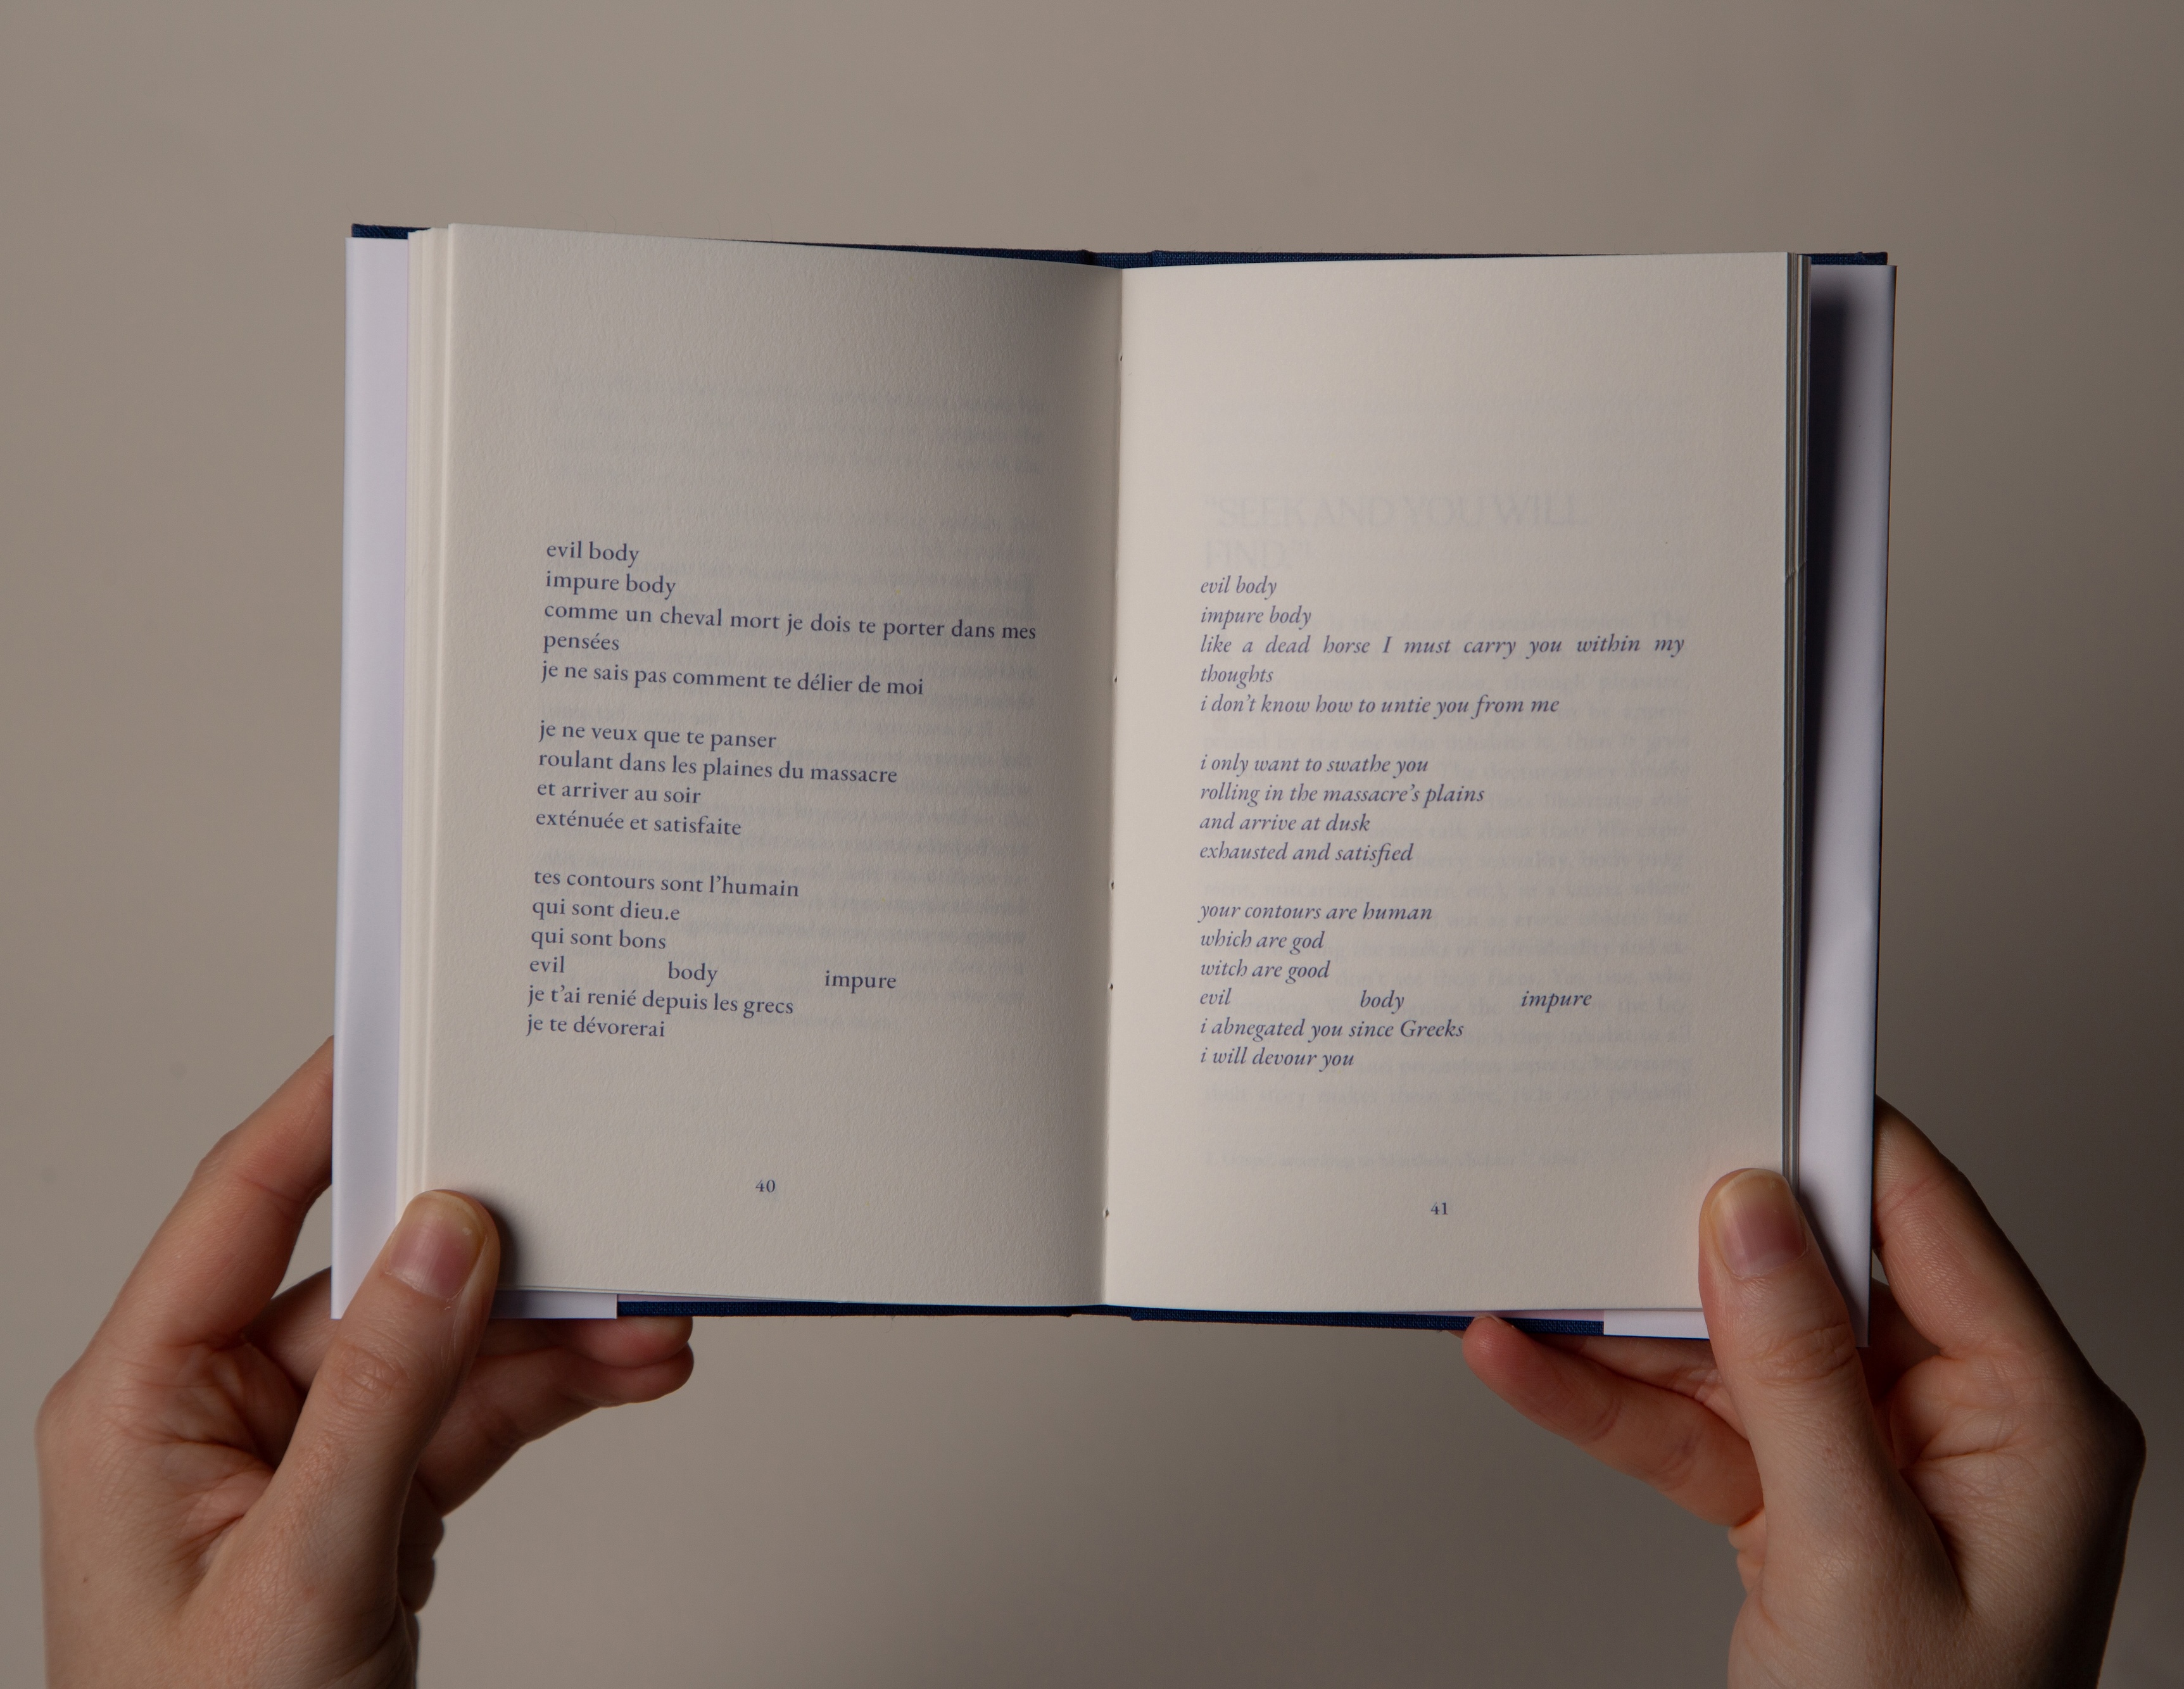 evil body
impure body
comme un cheval mort je dois te porter dans mes
pensées
je ne sais pas comment te délier de moi
je ne veux que te panser
roulant dans les plaines du massacre
et arriver au soir
exténuée et satisfaite
tes contours sont l’humain
qui sont dieu.e
qui sont bons
evil body impure
je t’ai renié depuis les grecs
je te dévorerai
40
"SEEK AND YOU WILL
FIND."
evil body
impure body
like a dead horse I must carry you within my
thoughts
i don’t know how to untie you from me
i only want to swathe you
rolling in the massacre’s plains
and arrive at dusk
exhausted and satisfied
your contours are human
which are god
witch are good
evil body impure
i abnegated you since Greeks
i will devour you
41